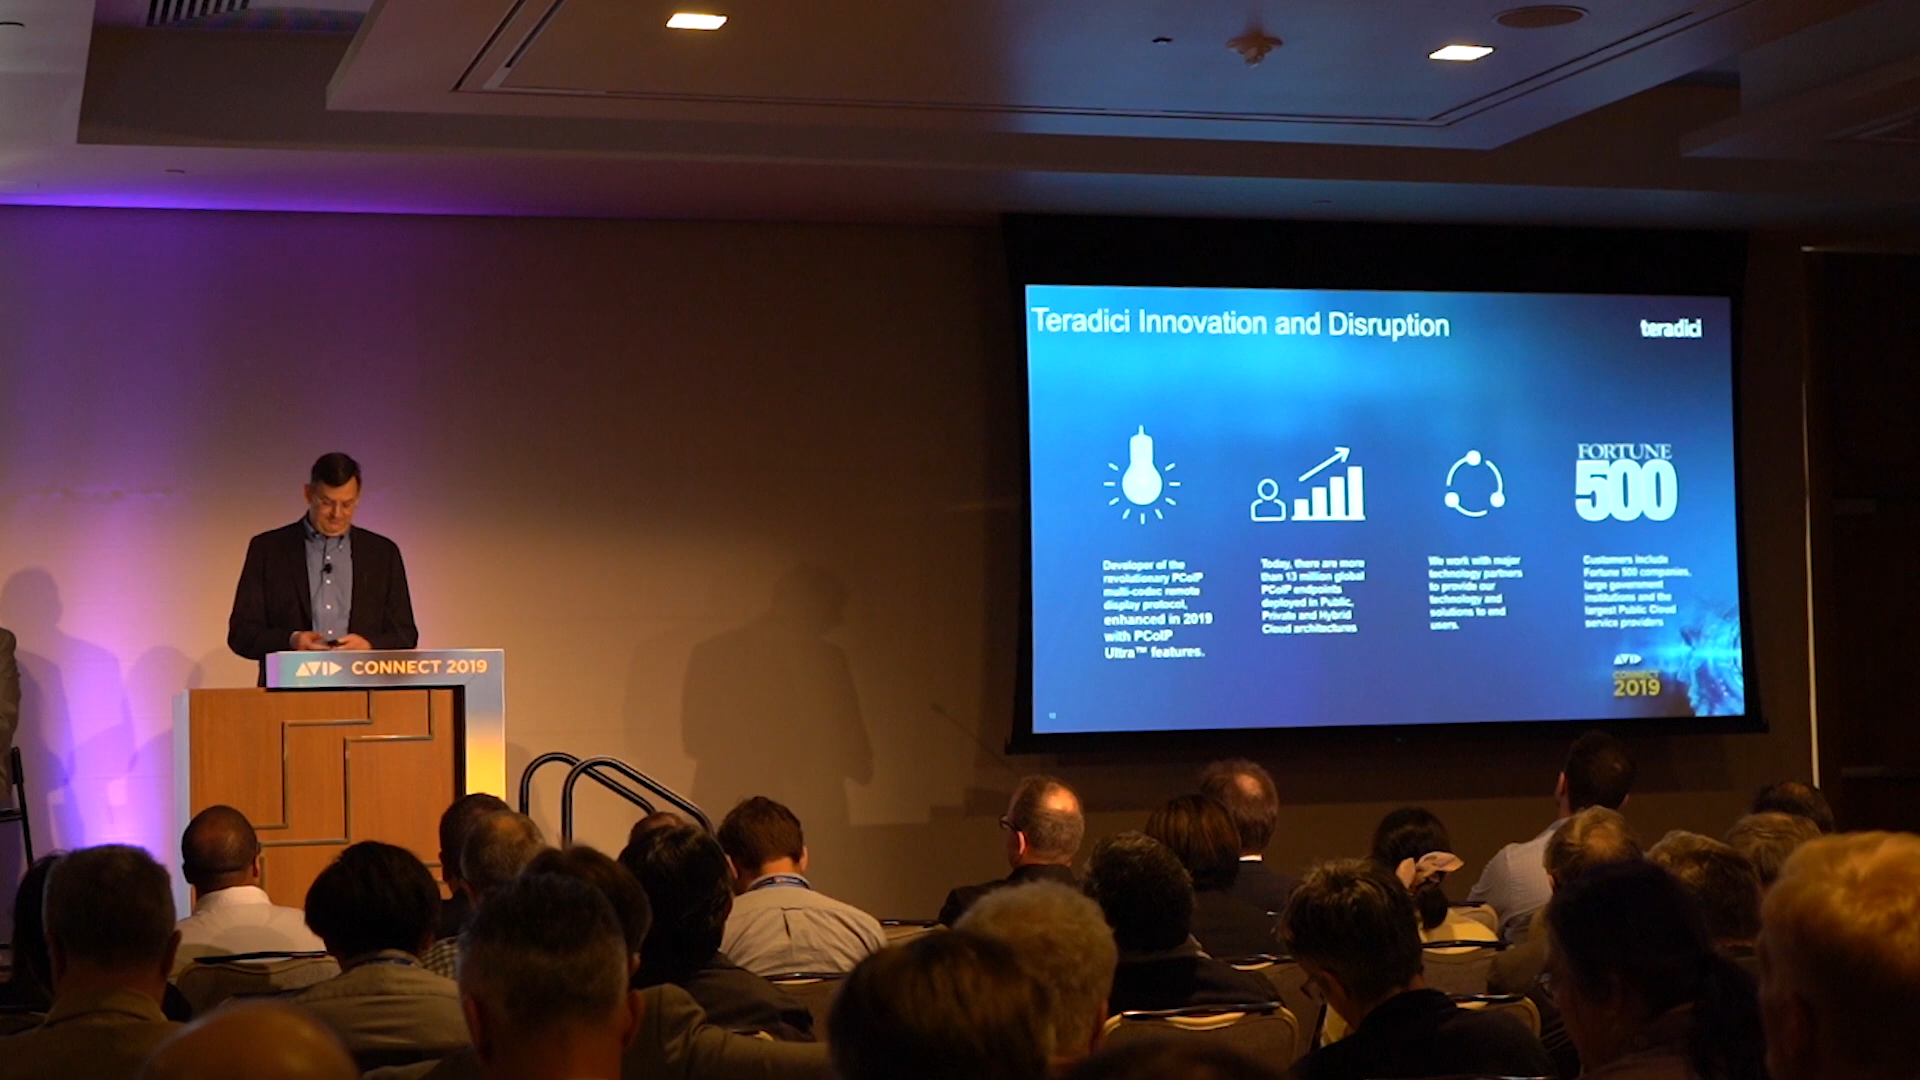 Teradici Innovation and Disruption
teradici
FORTUNE
500
Developer of the
revolutionary PCoIP
multi-codec remote
display protocol,
enhanced in 2019
with PCoIP
Ultra™ features.
Today, there are more
than 13 million global
PCoIP endpoints
deployed in Public,
Private and Hybrid
Cloud architectures
We work with major
technology partners
to provide our
technology and
solutions to end
users.
Customers include
Fortune 500 companies,
large government
institutions and the
largest Public Cloud
service providers
AVID
CONNECT
2019
AVID CONNECT 2019